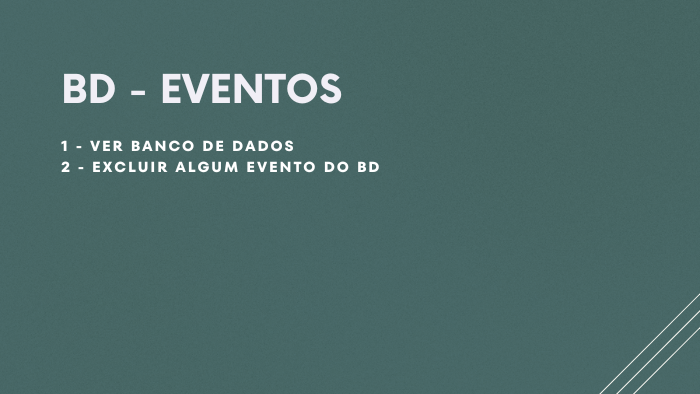 BD - EVENTOS
1 - VER BANCO DE DADOS
2 - EXCLUIR ALGUM EVENTO DO BD